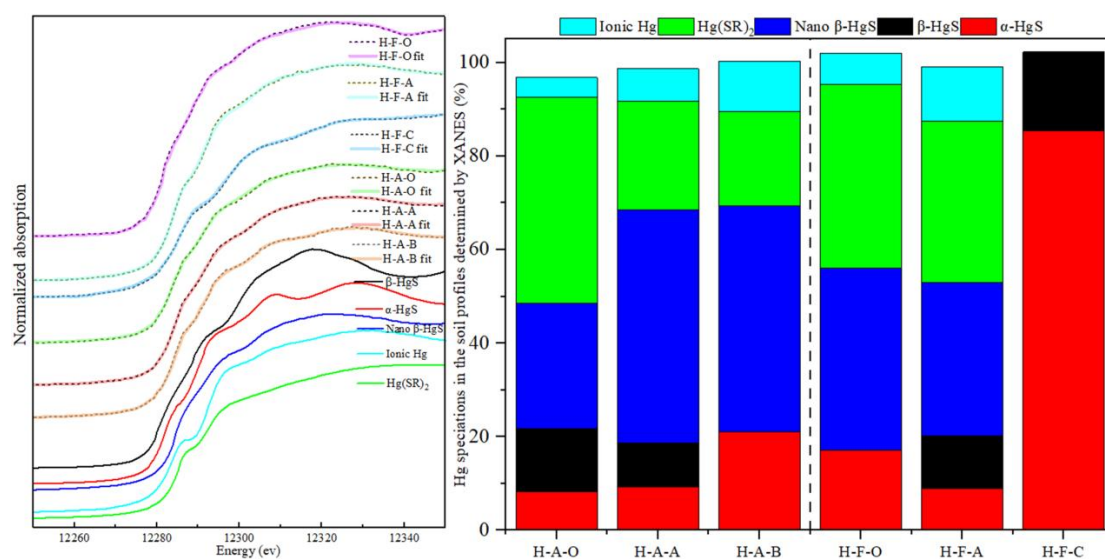 H-F-O
H-F-O fit
H-F-A
H-F-A fit
H-F-C
H-F-C fit
H-A-O
H-A-O fit
H-A-A
H-A-A fit
H-A-B
H-A-B fit
β-HgS
α-HgS
Nano β-HgS
Ionic Hg
Hg(SR)2
Normalized absorption
12260 12280 12300 12320 12340
Energy (ev)
Ionic Hg Hg(SR)2 Nano β-HgS β-HgS α-HgS
Hg speciations in the soil profiles determined by XANES (%)
100
80
60
40
20
0
H-A-O H-A-A H-A-B H-F-O H-F-A H-F-C